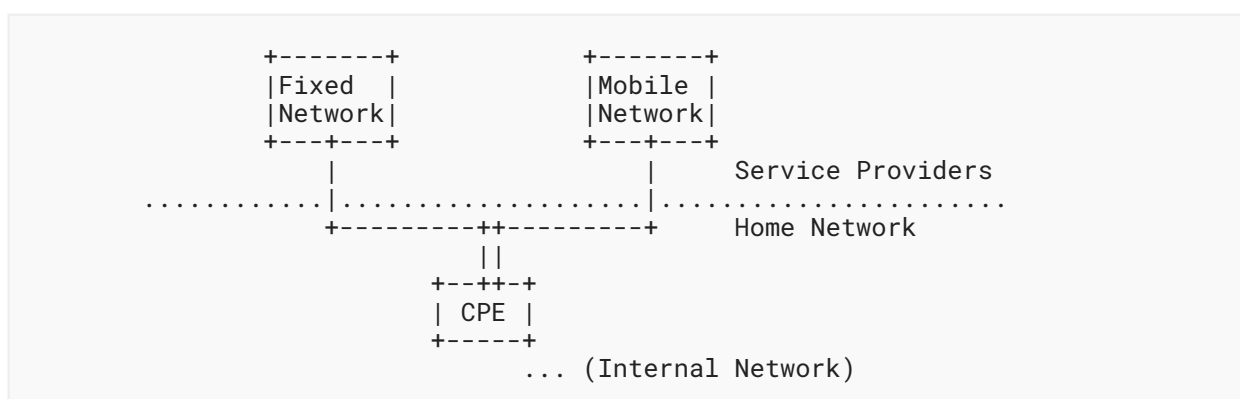 +-------+ +-------+
|Fixed | |Mobile |
|Network| |Network|
+---+---+ +---+---+
| | Service Providers
............|.....................|.......................
+---------++---------+ Home Network
||
+--++-+
| CPE |
+-----+
... (Internal Network)